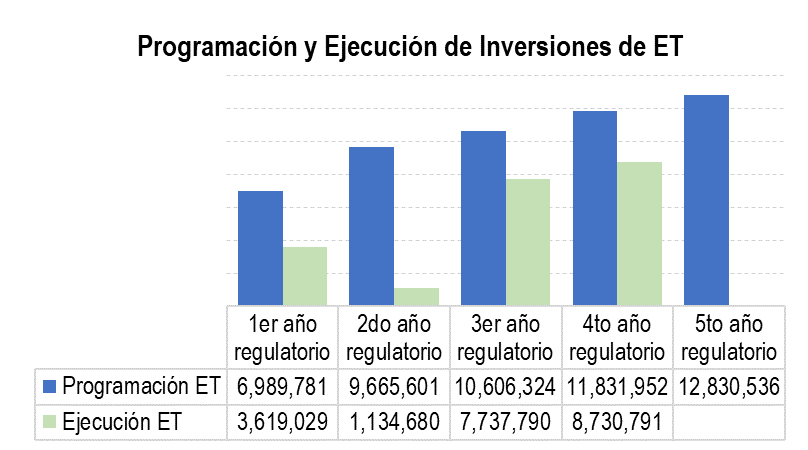 Programación y Ejecución de Inversiones de ET
1er año regulatorio 2do año regulatorio 3er año regulatorio 4to año regulatorio 5to año regulatorio
Programación ET 6,989,781 9,665,601 10,606,324 11,831,952 12,830,536
Ejecución ET 3,619,029 1,134,680 7,737,790 8,730,791